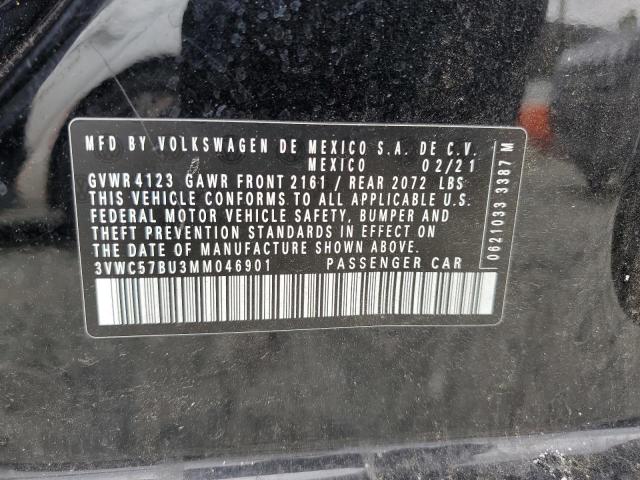 MFD BY VOLKSWAGEN DE MEXICO S.A. DE C.V.
MEXICO 02/21
GVWR4123 GAWR FRONT 2161 / REAR 2072 LBS
THIS VEHICLE CONFORMS TO ALL APPLICABLE U.S.
FEDERAL MOTOR VEHICLE SAFETY, BUMPER AND
THEFT PREVENTION STANDARDS IN EFFECT ON
THE DATE OF MANUFACTURE SHOWN ABOVE.
3VWC57BU3MM046901 PASSENGER CAR
0621033 3387 M